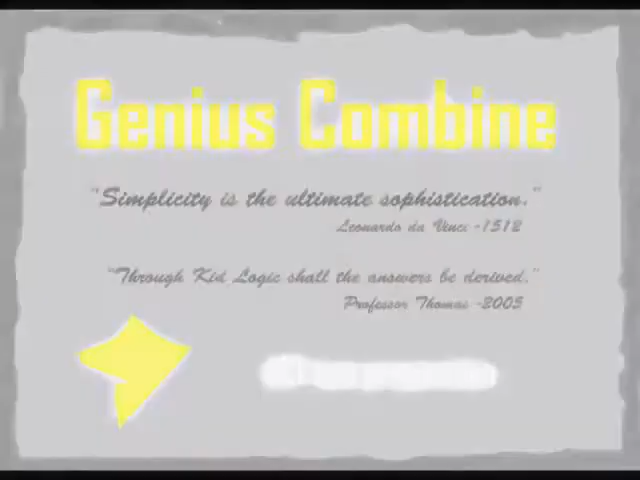 Genius Combine
"Simplicity is the ultimate sophistication."
Leonardo da Vinci -1512
"Through Kid Logic shall the answers be derived."
Professor Thomas -2005